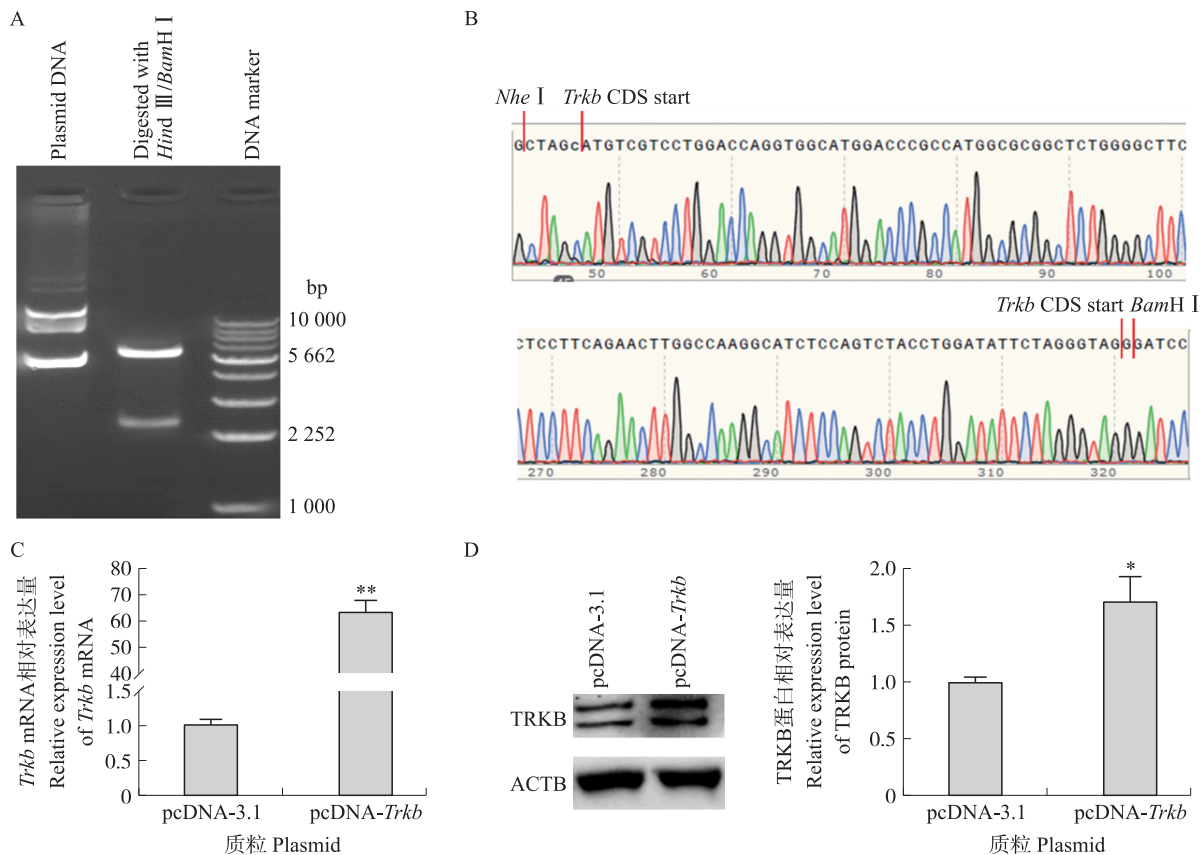 A
Plasmid DNA
Digested with
Hind Ⅲ/BamH Ⅰ
DNA marker
bp
10 000
5 662
2 252
1 000
B
Nhe Ⅰ Trkb CDS start
GCTAGcATGTCGTCCTGGACCAGGTGGCATGGACCCGCCATGGCGCGGCTCTGGGGCTTC
50 60 70 80 90 100
Trkb CDS start BamH Ⅰ
CTCCTTCAGAACTTGGCCAAGGCATCTCCAGTCTACCTGGATATTCTAGGGTAGGGATCC
270 280 290 300 310 320
C
Trkb mRNA相对表达量
Relative expression level
of Trkb mRNA
80
70
60
50
40
1.5
1.0
0.5
0
**
pcDNA-3.1 pcDNA-Trkb
质粒 Plasmid
D
pcDNA-3.1
pcDNA-Trkb
TRKB
ACTB
TRKB蛋白相对表达量
Relative expression level
of TRKB protein
2.0
1.5
1.0
0.5
0
*
pcDNA-3.1 pcDNA-Trkb
质粒 Plasmid